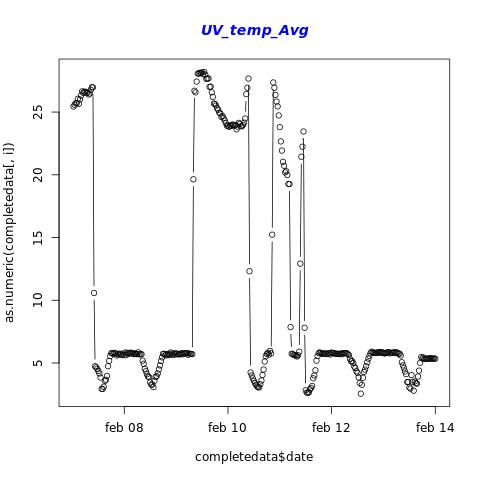 UV_temp_Avg
as.numeric(completedata[, i])
25
20
15
10
5
feb 08 feb 10 feb 12 feb 14
completedata$date